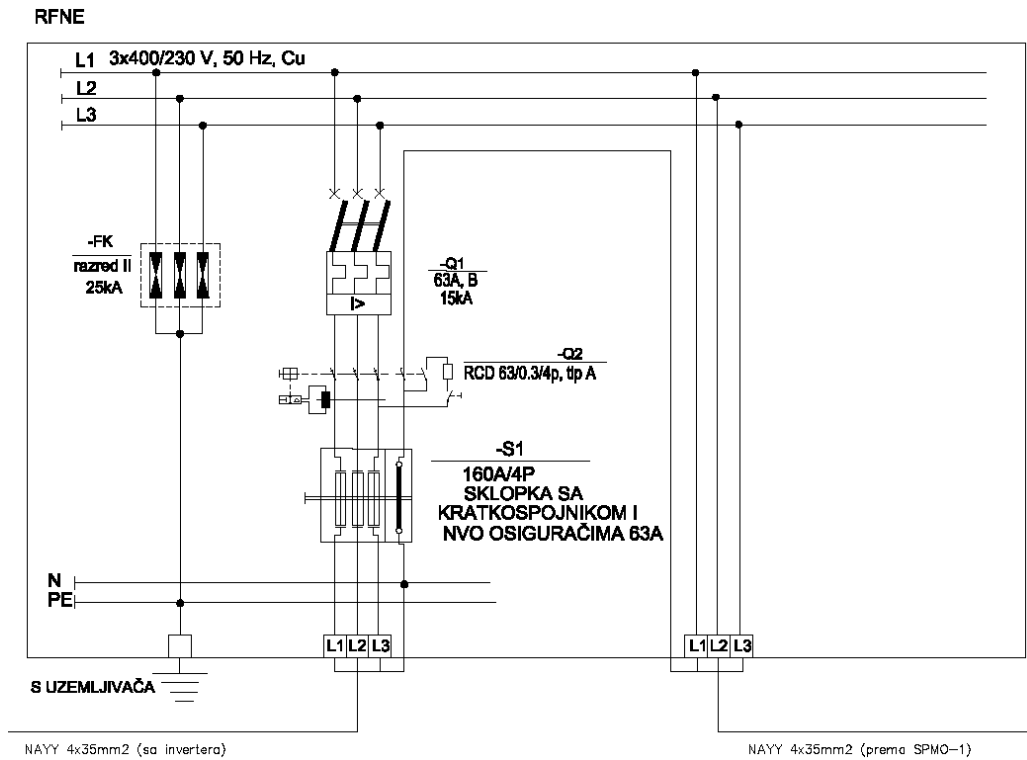 RFNE
L1 3x400/230 V, 50 Hz, Cu
L2
L3
-FK
razred II
25kA
-Q1
63A, B
15kA
I>
-Q2
RCD 63/0.3/4p, tip A
-S1
160A/4P
SKLOPKA SA
KRATKOSPOJNIKOM I
NVO OSIGURAČIMA 63A
N
PE
L1 L2 L3
L1 L2 L3
S UZEMLJIVAČA
NAYY 4x35mm2 (sa invertera)
NAYY 4x35mm2 (prema SPMO-1)